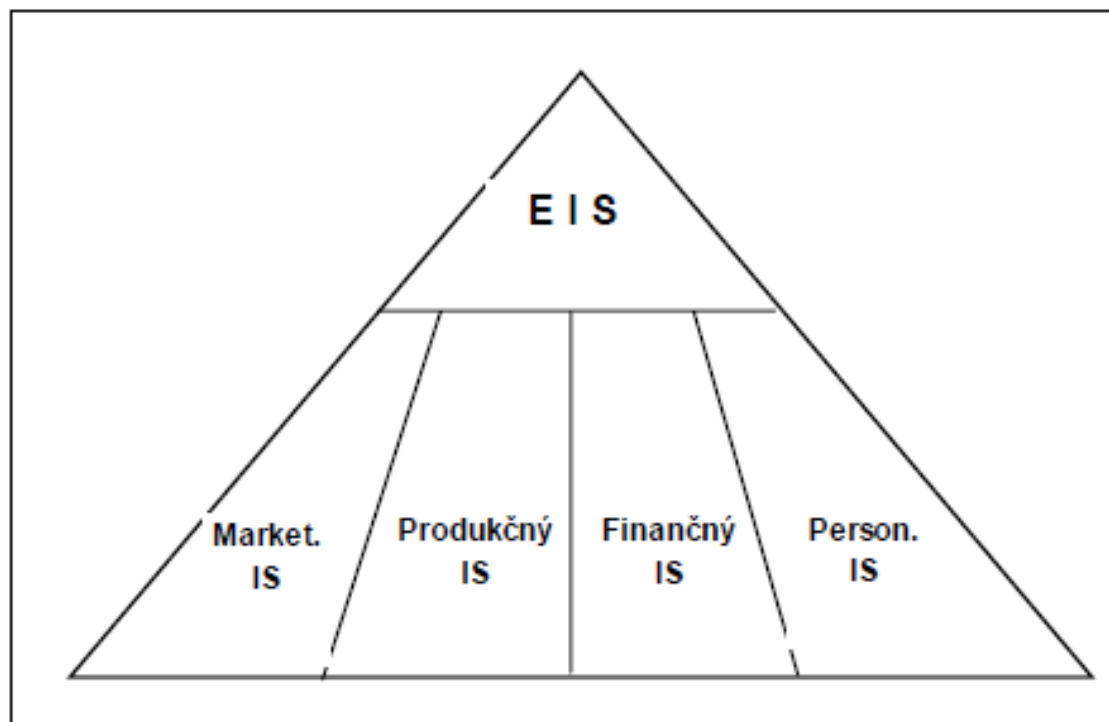 E I S
Market.
IS
Produkčný
IS
Finančný
IS
Person.
IS